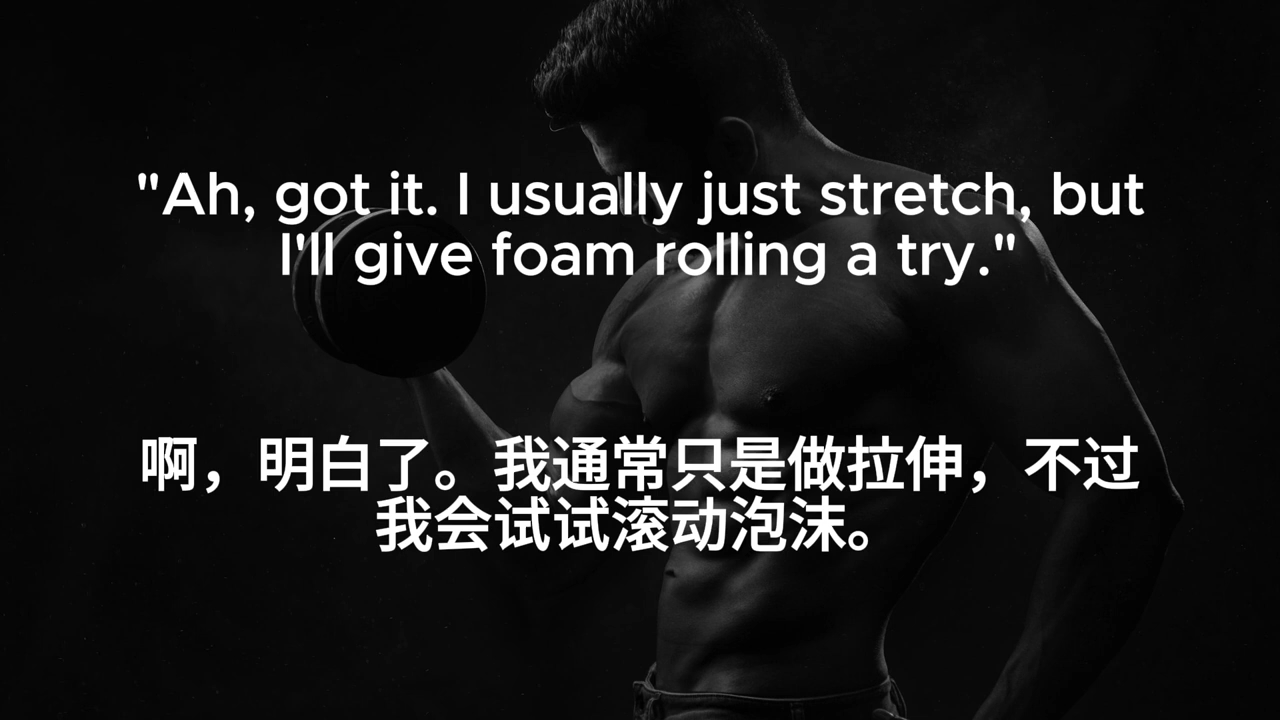 "Ah, got it. I usually just stretch, but
I'll give foam rolling a try."
啊，明白了。我通常只是做拉伸，不过
我会试试滚动泡沫。